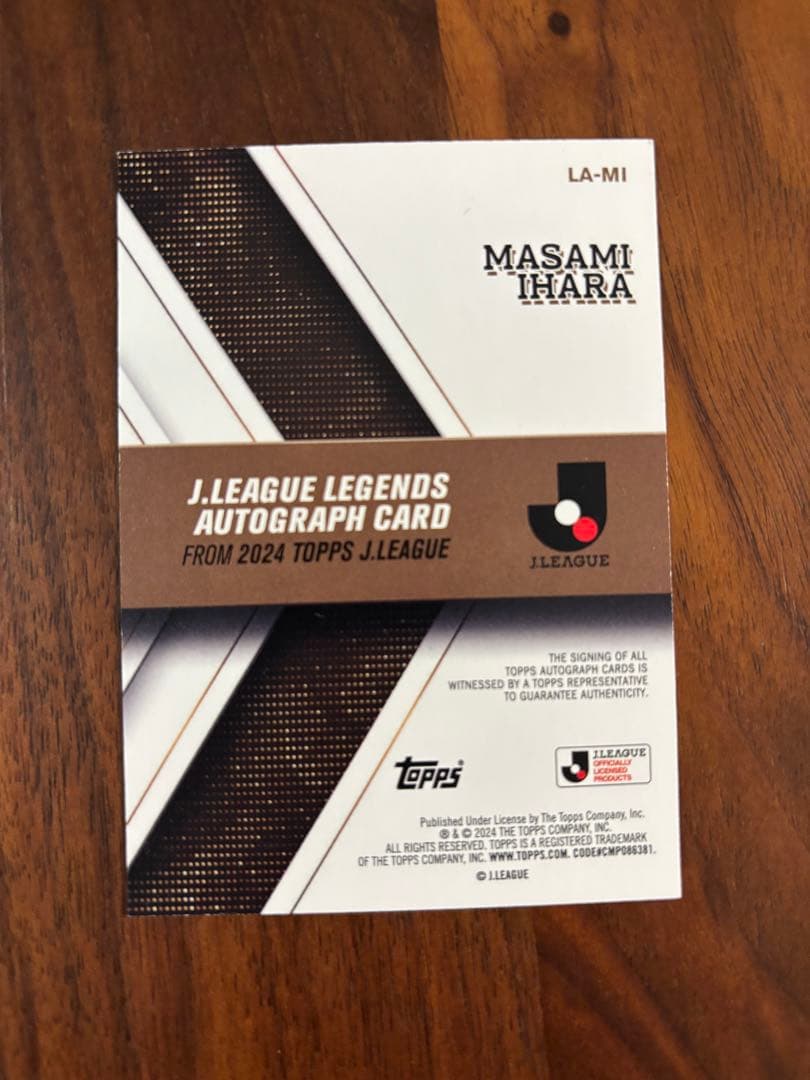 LA-MI
MASAMI
IHARA
J.LEAGUE LEGENDS
AUTOGRAPH CARD
FROM 2024 TOPPS J.LEAGUE
J.LEAGUE
THE SIGNING OF ALL
TOPPS AUTOGRAPH CARDS IS
WITNESSED BY A TOPPS REPRESENTATIVE
TO GUARANTEE AUTHENTICITY.
topps®
J.LEAGUE
OFFICIALLY
LICENSED
PRODUCTS
Published Under License by The Topps Company, Inc.
® & © 2024 THE TOPPS COMPANY, INC.
ALL RIGHTS RESERVED. TOPPS IS A REGISTERED TRADEMARK
OF THE TOPPS COMPANY, INC. WWW.TOPPS.COM. CODE#CMP086381.
© J.LEAGUE